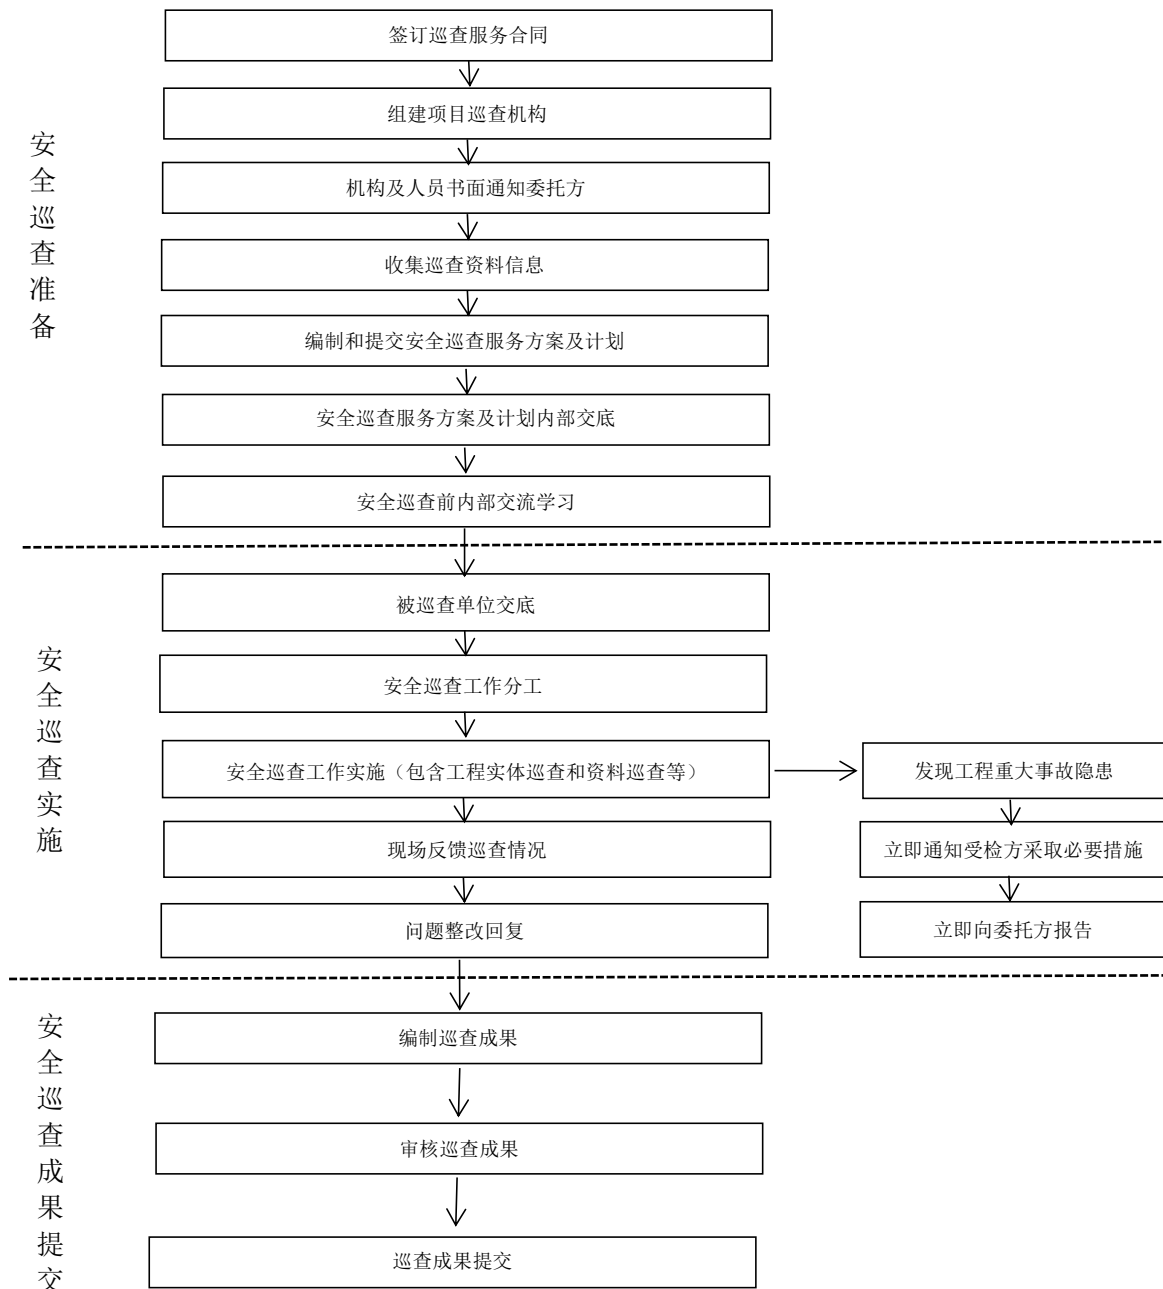 安全巡查准备
签订巡查服务合同
组建项目巡查机构
机构及人员书面通知委托方
收集巡查资料信息
编制和提交安全巡查服务方案及计划
安全巡查服务方案及计划内部交底
安全巡查前内部交流学习
安全巡查实施
被巡查单位交底
安全巡查工作分工
安全巡查工作实施（包含工程实体巡查和资料巡查等）
发现工程重大事故隐患
现场反馈巡查情况
立即通知受检方采取必要措施
问题整改回复
立即向委托方报告
安全巡查成果提交
编制巡查成果
审核巡查成果
巡查成果提交